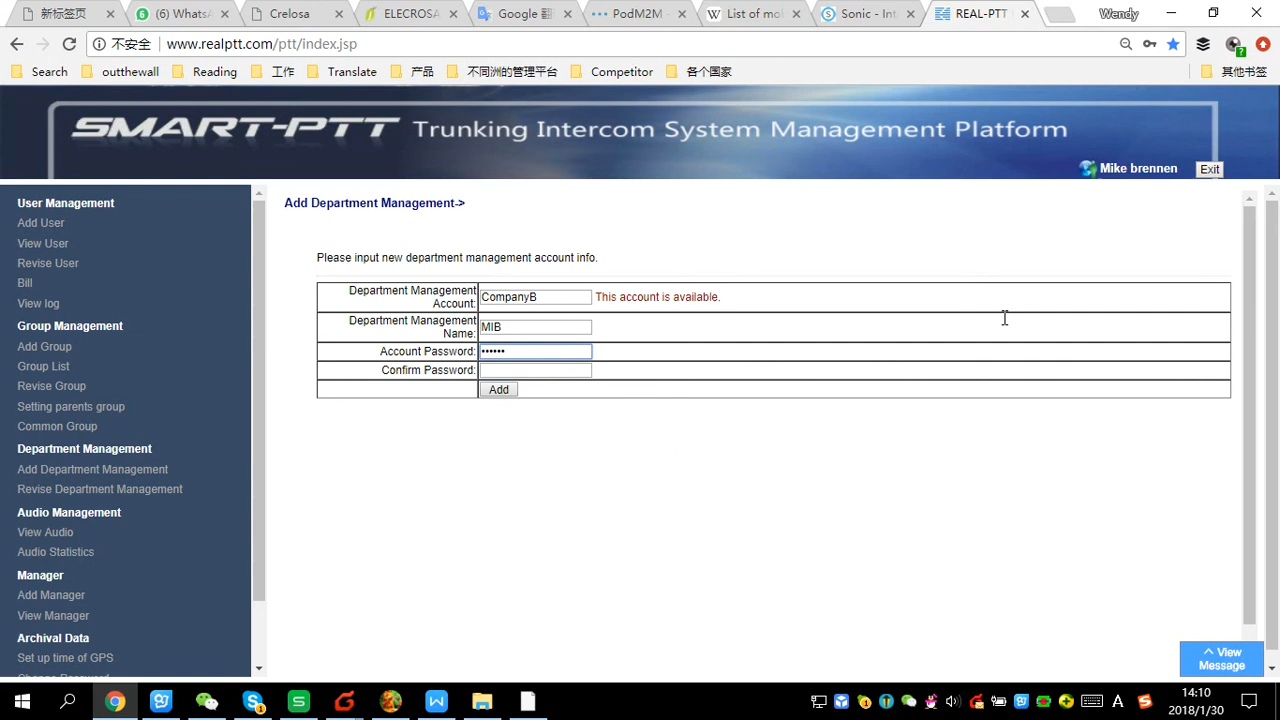 新标签页
(6) WhatsA
Crelosa
ELECROSA
Google 翻
PodM2M -
List of mo
Sonic - Int
REAL-PTT
Wendy
不安全 www.realptt.com/ptt/index.jsp
Search outthewall Reading 工作 Translate 产品 不同洲的管理平台 Competitor 各个国家 其他书签
SMART-PTT Trunking Intercom System Management Platform
Mike brennen Exit
User Management
Add User
View User
Revise User
Bill
View log
Group Management
Add Group
Group List
Revise Group
Setting parents group
Common Group
Department Management
Add Department Management
Revise Department Management
Audio Management
View Audio
Audio Statistics
Manager
Add Manager
View Manager
Archival Data
Set up time of GPS
Change Password
Add Department Management->
Please input new department management account info.
Department Management
Account: CompanyB This account is available.
Department Management
Name: MIB
Account Password: ••••••
Confirm Password:
Add
View
Message
14:10
2018/1/30